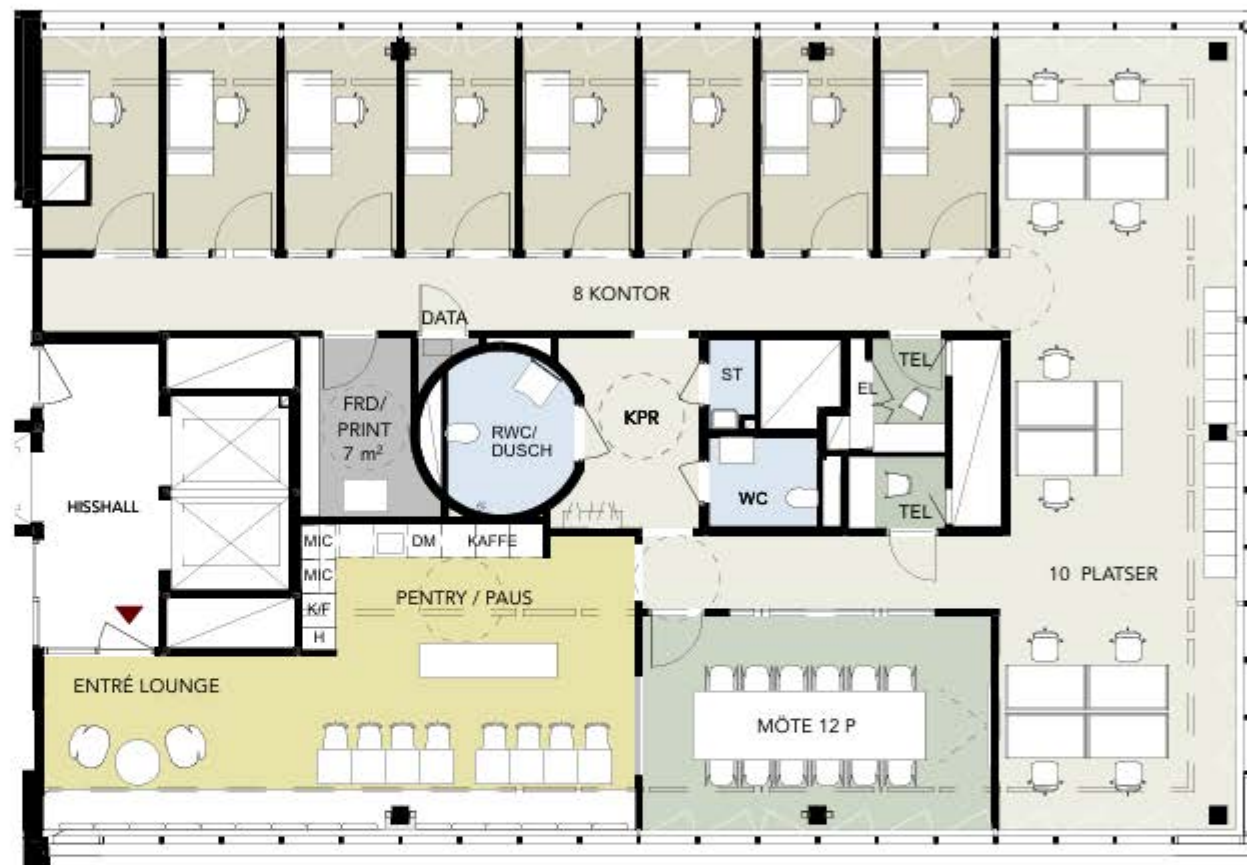 8 KONTOR
DATA
TEL
ST
EL
FRD/
PRINT
7 m²
RWC/
DUSCH
KPR
WC
HISSHALL
TEL
MIC
DM
KAFFE
MIC
10 PLATSER
PENTRY / PAUS
K/F
H
ENTRÉ LOUNGE
MÖTE 12 P